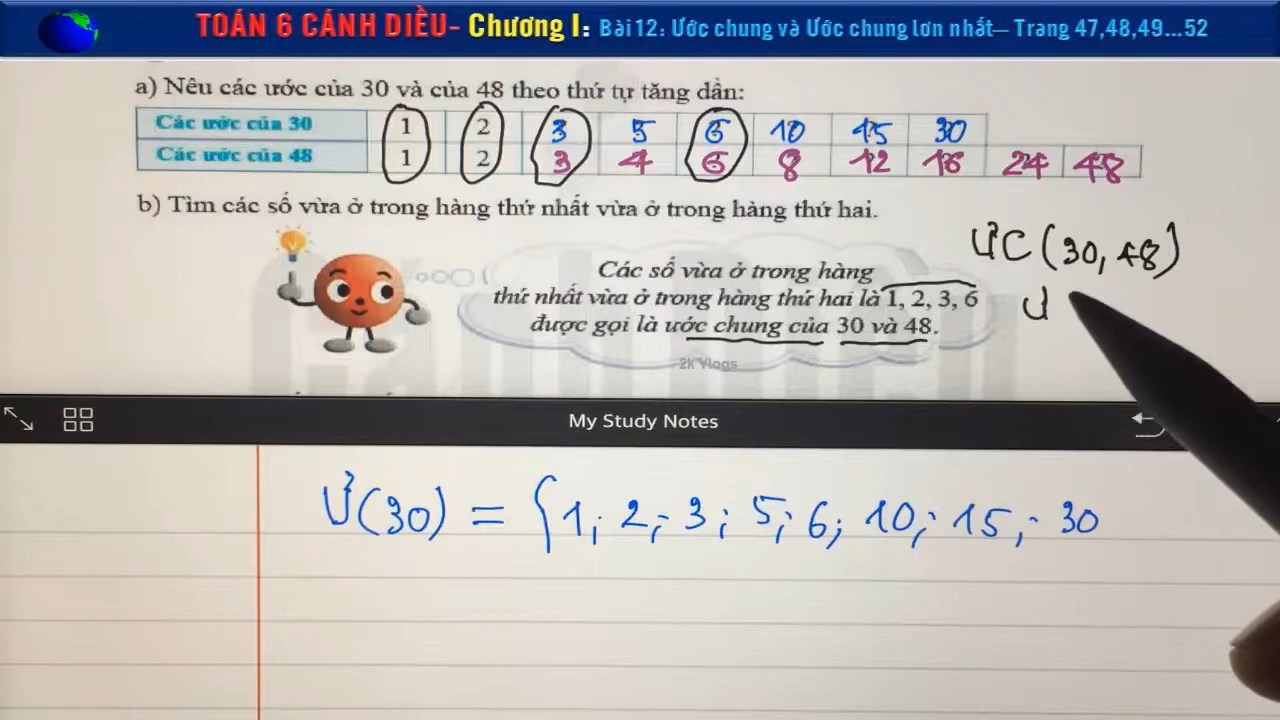 TOÁN 6 CÁNH DIỀU- Chương I: Bài 12: Ước chung và Ước chung lớn nhất– Trang 47,48,49...52
a) Nêu các ước của 30 và của 48 theo thứ tự tăng dần:
Các ước của 30 1 2 3 5 6 10 15 30
Các ước của 48 1 2 3 4 6 8 12 16 24 48
b) Tìm các số vừa ở trong hàng thứ nhất vừa ở trong hàng thứ hai.
ƯC (30, 48)
Các số vừa ở trong hàng
thứ nhất vừa ở trong hàng thứ hai là 1, 2, 3, 6
Ư
được gọi là ước chung của 30 và 48.
2K Vlogs
My Study Notes
Ư(30) = {1; 2; 3; 5; 6; 10; 15; 30